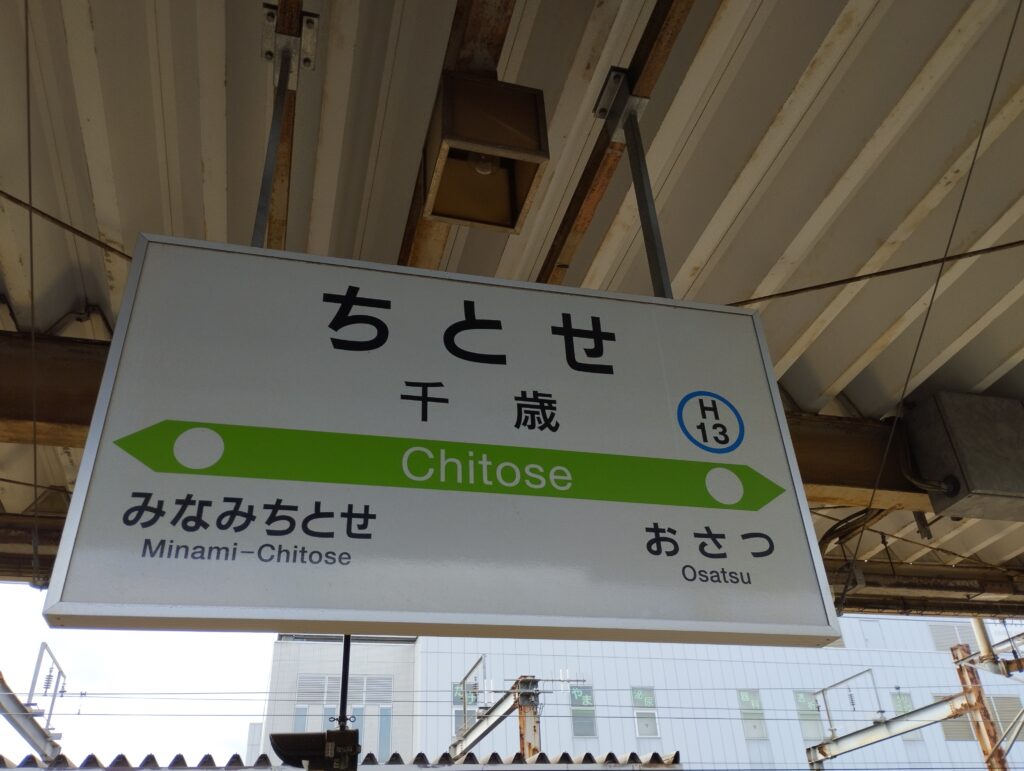 ちとせ
千歳
H
13
Chitose
みなみちとせ
Minami-Chitose
おさつ
Osatsu